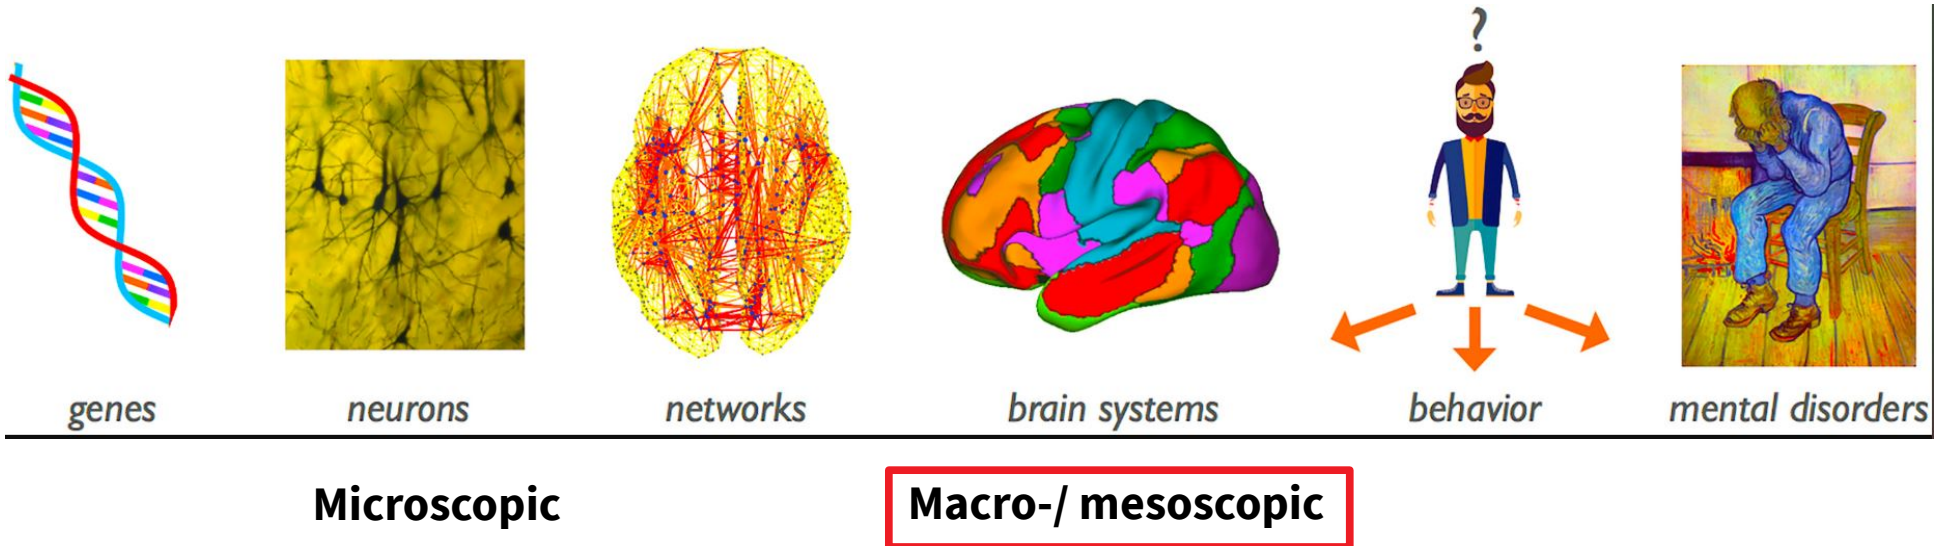 ?
genes
neurons
networks
brain systems
behavior
mental disorders
Microscopic
Macro-/ mesoscopic